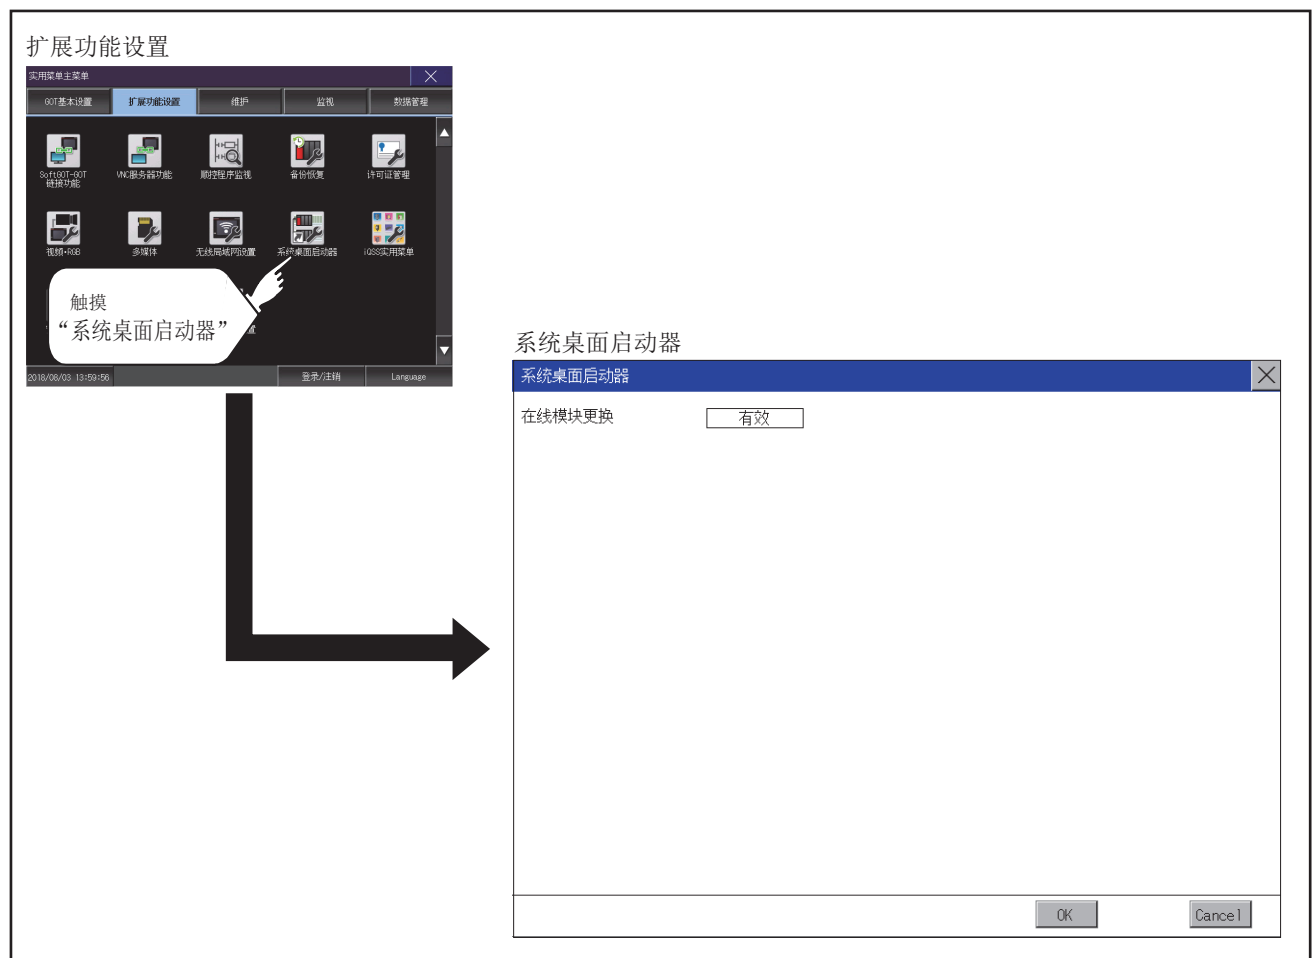 扩展功能设置
实用菜单主菜单
GOT基本设置 扩展功能设置 维护 监视 数据管理
SoftGOT-GOT
链接功能
VNC服务器功能 顺控程序监视 备份恢复 许可证管理
视频·RGB 多媒体 无线局域网设置 系统桌面启动器 iQSS实用菜单
触摸
“系统桌面启动器”
2018/08/03 13:59:56 登录/注销 Language
系统桌面启动器
系统桌面启动器
在线模块更换 有效
OK Cancel